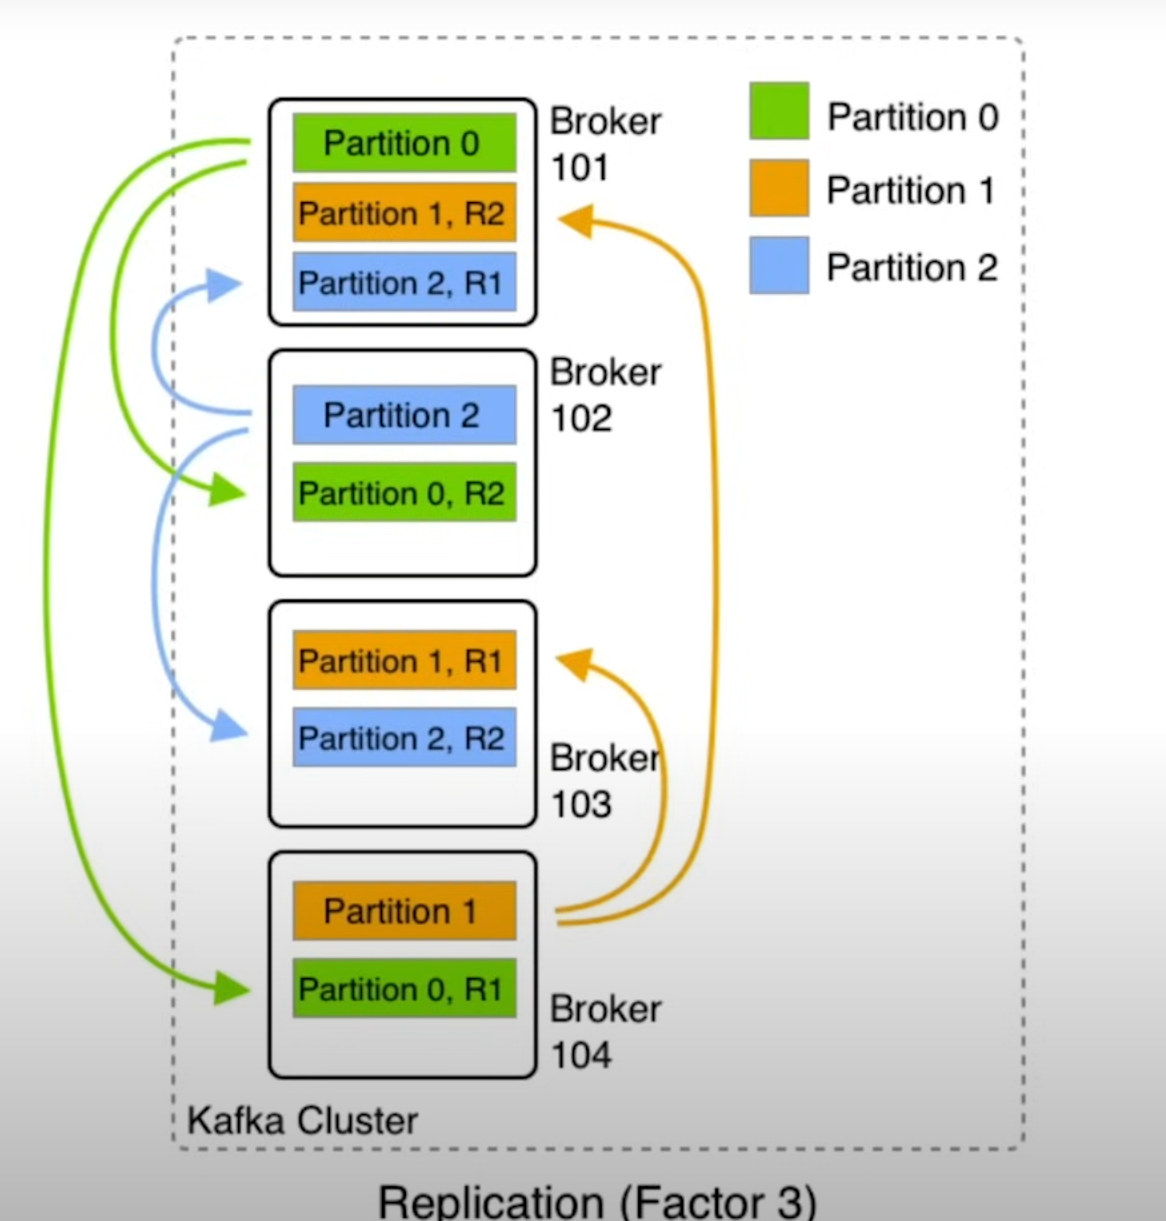 Partition 0
Partition 1, R2
Partition 2, R1
Broker
101
Partition 0
Partition 1
Partition 2
Partition 2
Partition 0, R2
Broker
102
Partition 1, R1
Partition 2, R2
Broker
103
Partition 1
Partition 0, R1
Broker
104
Kafka Cluster
Replication (Factor 3)